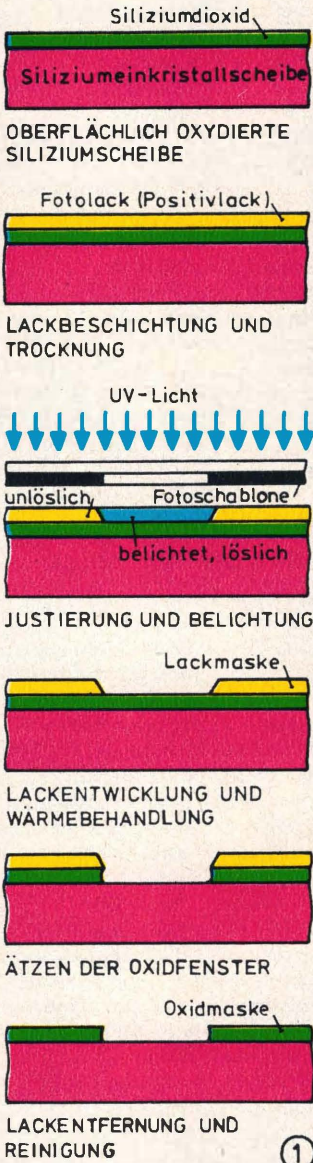 Siliziumdioxid
Siliziumeinkristallscheibe
OBERFLÄCHLICH OXYDIERTE
SILIZIUMSCHEIBE
Fotolack (Positivlack)
LACKBESCHICHTUNG UND
TROCKNUNG
UV-Licht
unlöslich
Fotoschablone
belichtet, löslich
JUSTIERUNG UND BELICHTUNG
Lackmaske
LACKENTWICKLUNG UND
WÄRMEBEHANDLUNG
ÄTZEN DER OXIDFENSTER
Oxidmaske
LACKENTFERNUNG UND
REINIGUNG
1